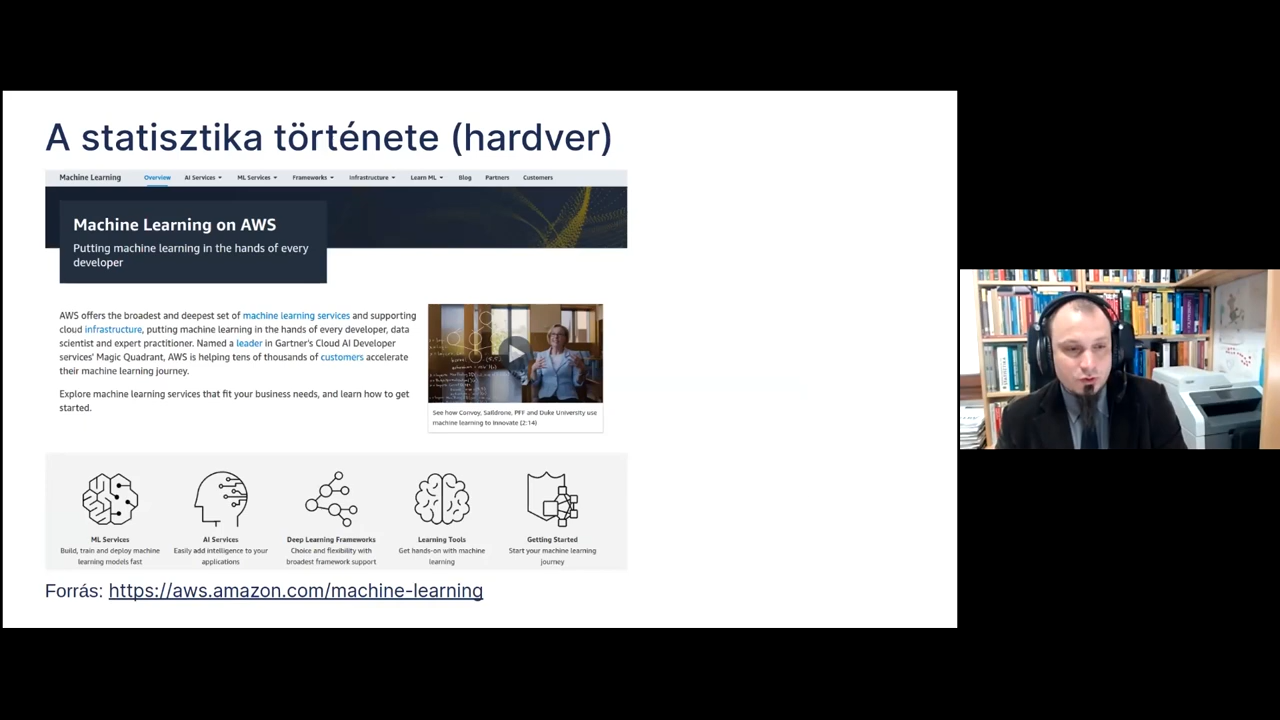 A statisztika története (hardver)
Machine Learning Overview AI Services ML Services Frameworks Infrastructure Learn ML Blog Partners Customers
Machine Learning on AWS
Putting machine learning in the hands of every
developer
AWS offers the broadest and deepest set of machine learning services and supporting
cloud infrastructure, putting machine learning in the hands of every developer, data
scientist and expert practitioner. Named a leader in Gartner's Cloud AI Developer
services' Magic Quadrant, AWS is helping tens of thousands of customers accelerate
their machine learning journey.
Explore machine learning services that fit your business needs, and learn how to get
started.
See how Convoy, Saildrone, PFF and Duke University use
machine learning to innovate (2:14)
ML Services
Build, train and deploy machine
learning models fast
AI Services
Easily add intelligence to your
applications
Deep Learning Frameworks
Choice and flexibility with
broadest framework support
Learning Tools
Get hands-on with machine
learning
Getting Started
Start your machine learning
journey
Forrás: https://aws.amazon.com/machine-learning